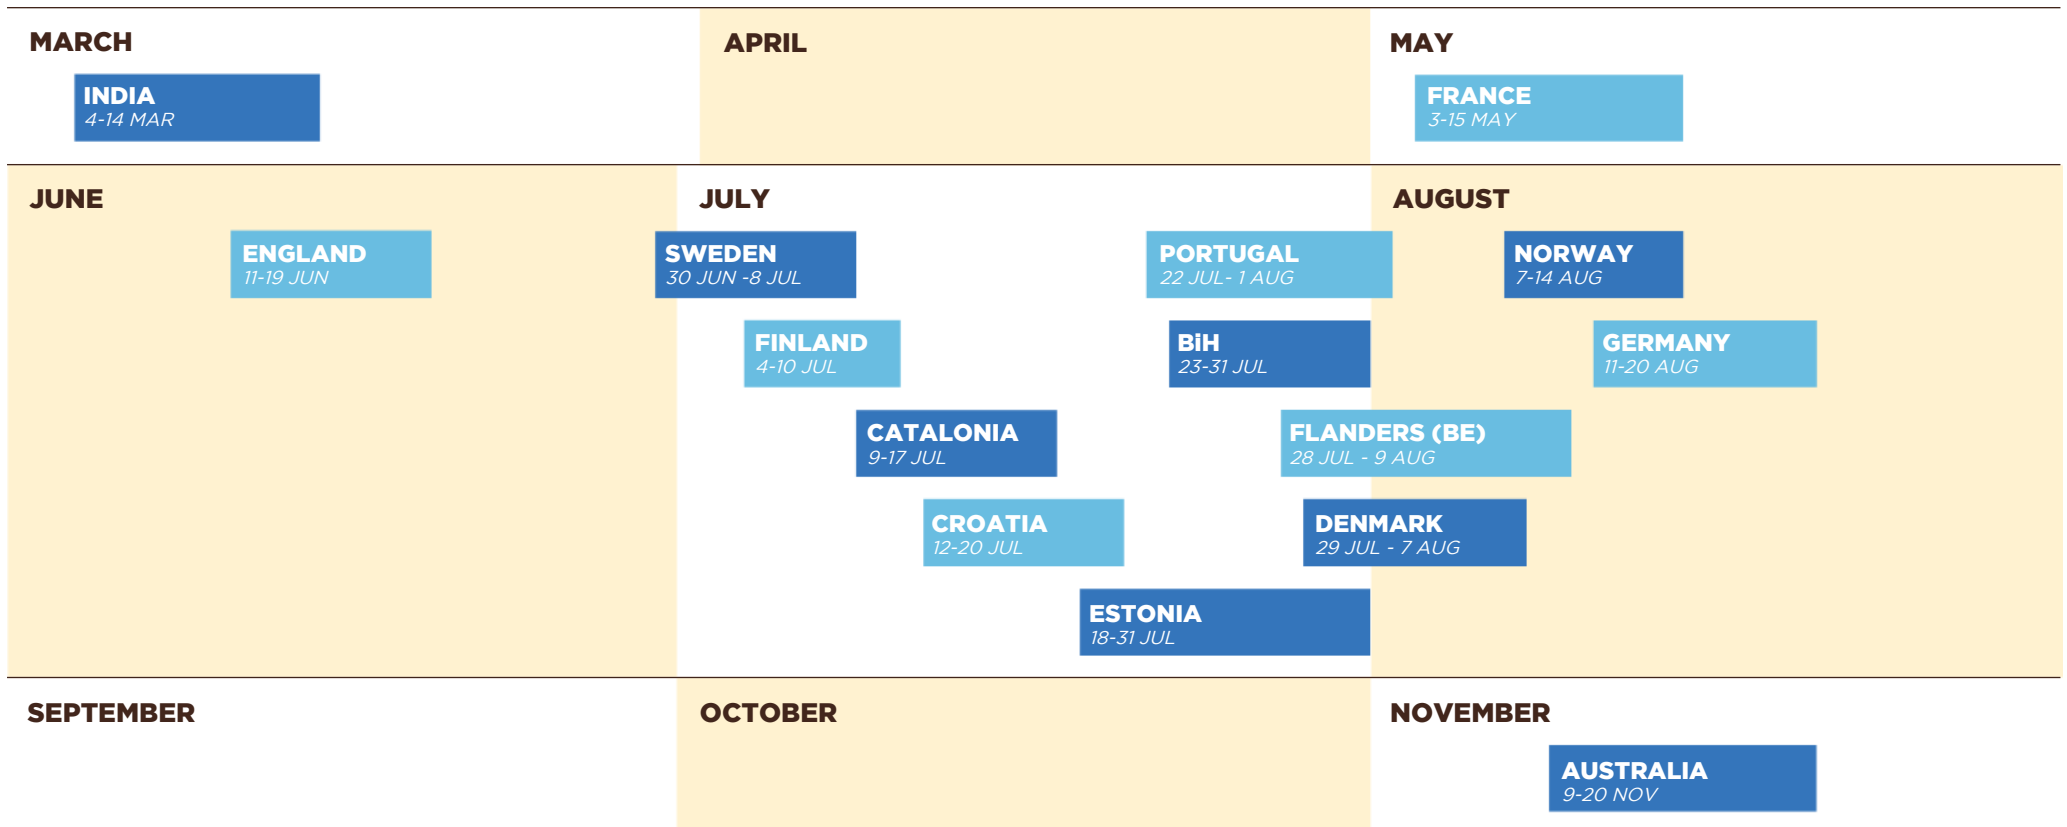 MARCH
INDIA
4-14 MAR
APRIL
MAY
FRANCE
3-15 MAY
JUNE
ENGLAND
11-19 JUN
JULY
SWEDEN
30 JUN -8 JUL
FINLAND
4-10 JUL
CATALONIA
9-17 JUL
CROATIA
12-20 JUL
ESTONIA
18-31 JUL
PORTUGAL
22 JUL- 1 AUG
BiH
23-31 JUL
FLANDERS (BE)
28 JUL - 9 AUG
DENMARK
29 JUL - 7 AUG
AUGUST
NORWAY
7-14 AUG
GERMANY
11-20 AUG
SEPTEMBER
OCTOBER
NOVEMBER
AUSTRALIA
9-20 NOV